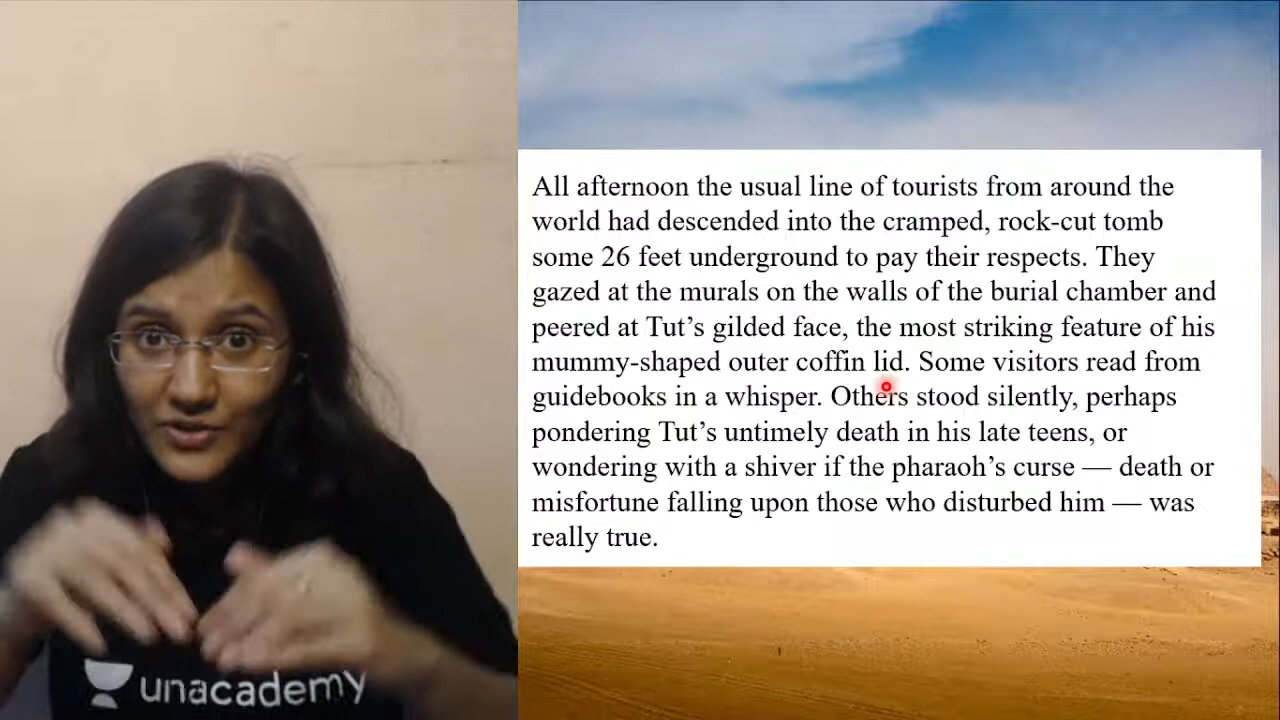 All afternoon the usual line of tourists from around the
world had descended into the cramped, rock-cut tomb
some 26 feet underground to pay their respects. They
gazed at the murals on the walls of the burial chamber and
peered at Tut’s gilded face, the most striking feature of his
mummy-shaped outer coffin lid. Some visitors read from
guidebooks in a whisper. Others stood silently, perhaps
pondering Tut’s untimely death in his late teens, or
wondering with a shiver if the pharaoh’s curse — death or
misfortune falling upon those who disturbed him — was
really true.
unacademy